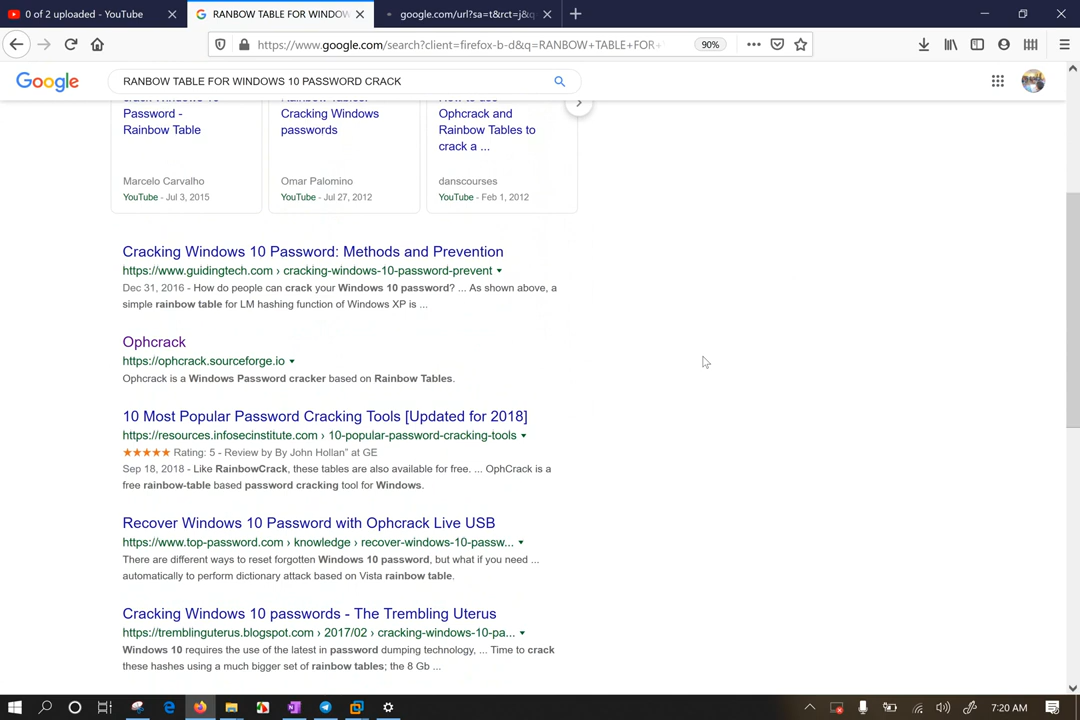 0 of 2 uploaded - YouTube
RANBOW TABLE FOR WINDOW
google.com/url?sa=t&rct=j&q
https://www.google.com/search?client=firefox-b-d&q=RANBOW+TABLE+FOR+
90%
Google
RANBOW TABLE FOR WINDOWS 10 PASSWORD CRACK
Password -
Rainbow Table
Marcelo Carvalho
YouTube - Jul 3, 2015
Cracking Windows
passwords
Omar Palomino
YouTube - Jul 27, 2012
Ophcrack and
Rainbow Tables to
crack a ...
danscourses
YouTube - Feb 1, 2012
Cracking Windows 10 Password: Methods and Prevention
https://www.guidingtech.com › cracking-windows-10-password-prevent
Dec 31, 2016 - How do people can crack your Windows 10 password? ... As shown above, a
simple rainbow table for LM hashing function of Windows XP is ...
Ophcrack
https://ophcrack.sourceforge.io
Ophcrack is a Windows Password cracker based on Rainbow Tables.
10 Most Popular Password Cracking Tools [Updated for 2018]
https://resources.infosecinstitute.com › 10-popular-password-cracking-tools
Rating: 5 - Review by By John Hollan" at GE
Sep 18, 2018 - Like RainbowCrack, these tables are also available for free. ... OphCrack is a
free rainbow-table based password cracking tool for Windows.
Recover Windows 10 Password with Ophcrack Live USB
https://www.top-password.com › knowledge › recover-windows-10-passw...
There are different ways to reset forgotten Windows 10 password, but what if you need ...
automatically to perform dictionary attack based on Vista rainbow table.
Cracking Windows 10 passwords - The Trembling Uterus
https://tremblinguterus.blogspot.com › 2017/02 › cracking-windows-10-pa...
Windows 10 requires the use of the latest in password dumping technology, ... Time to crack
these hashes using a much bigger set of rainbow tables; the 8 Gb ...
7:20 AM